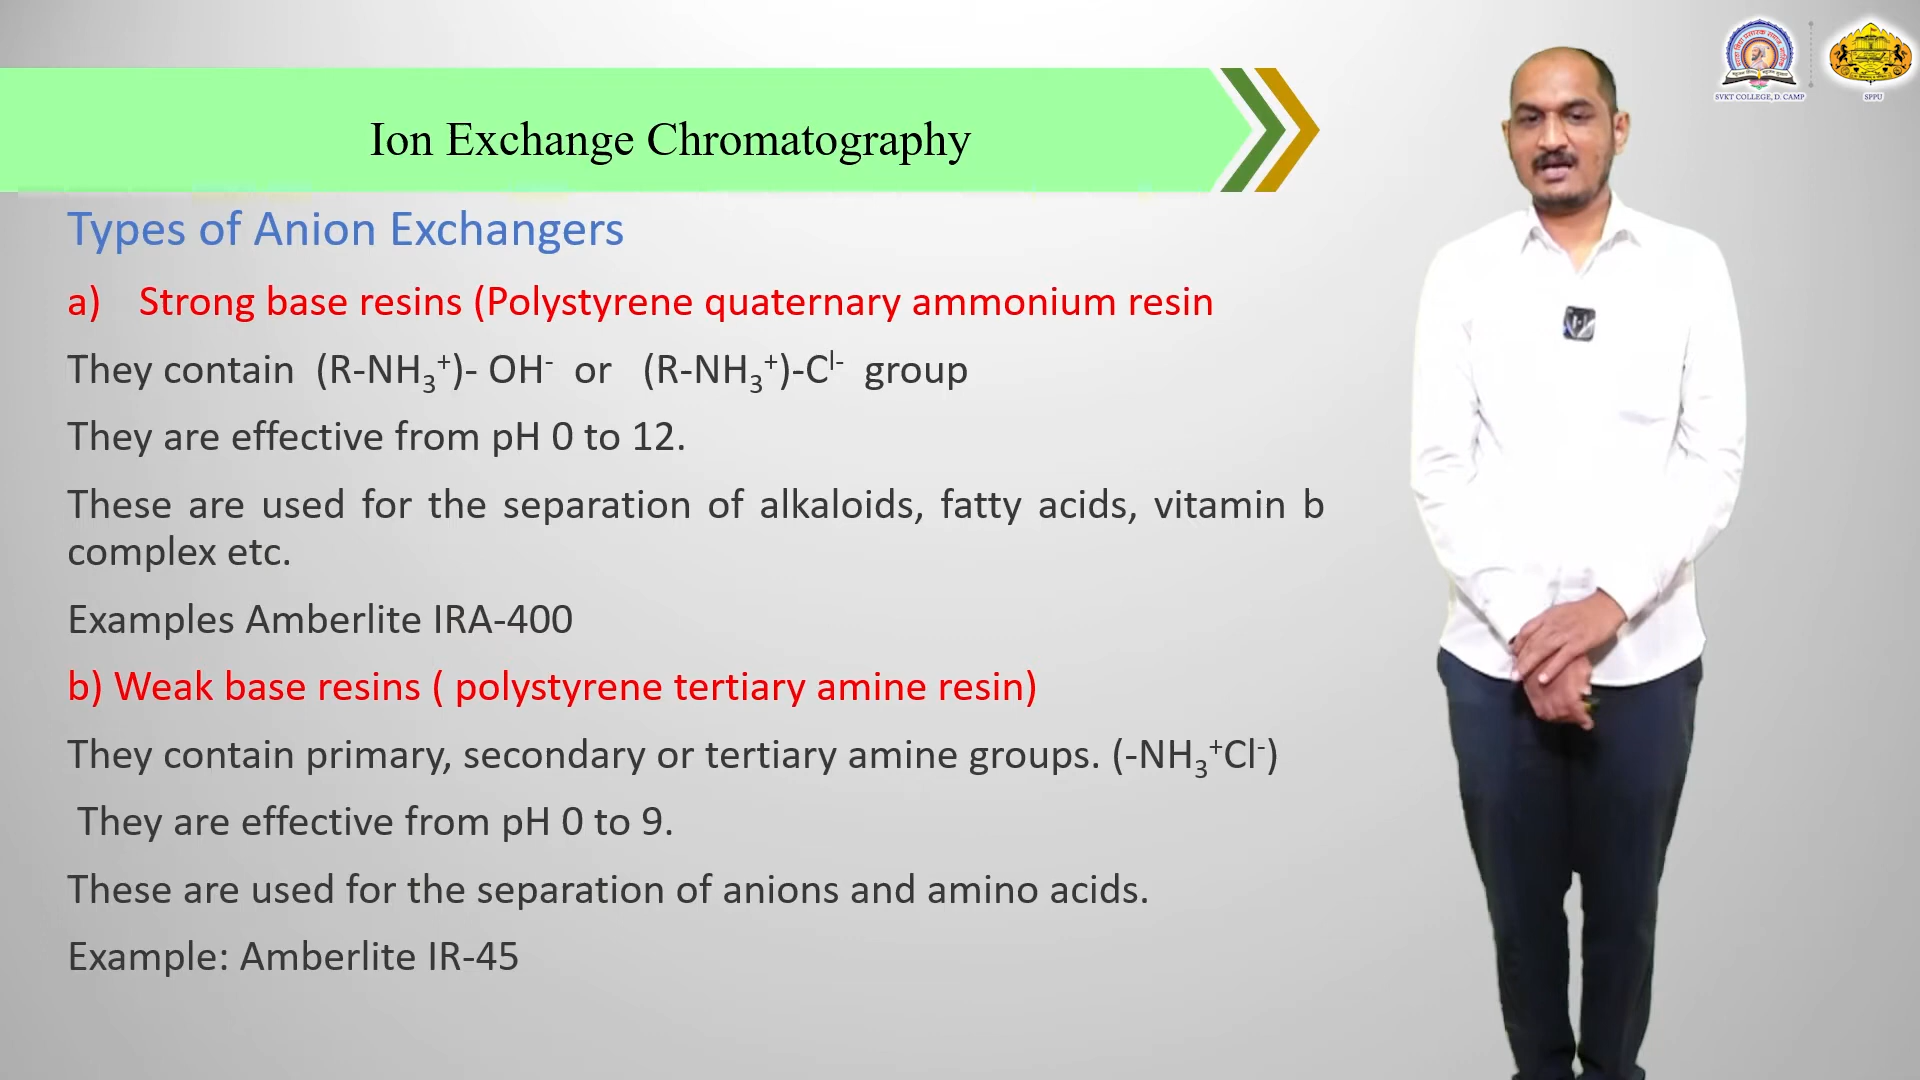 SVKT COLLEGE, D. CAMP
SPPU
Ion Exchange Chromatography
Types of Anion Exchangers
a) Strong base resins (Polystyrene quaternary ammonium resin
They contain (R-NH₃⁺)- OH⁻ or (R-NH₃⁺)-Cˡ⁻ group
They are effective from pH 0 to 12.
These are used for the separation of alkaloids, fatty acids, vitamin b
complex etc.
Examples Amberlite IRA-400
b) Weak base resins ( polystyrene tertiary amine resin)
They contain primary, secondary or tertiary amine groups. (-NH₃⁺Cl⁻)
They are effective from pH 0 to 9.
These are used for the separation of anions and amino acids.
Example: Amberlite IR-45